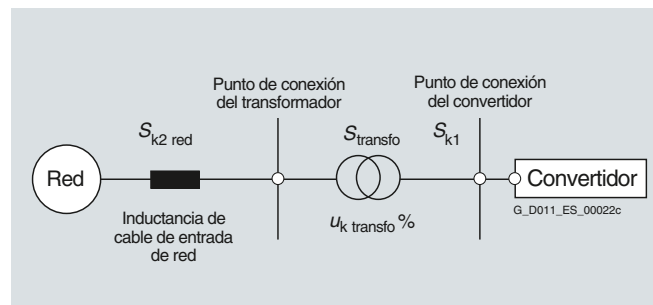 Punto de conexión
del transformador
Punto de conexión
del convertidor
Sk2 red
Stransfo
Sk1
Red
Convertidor
G_D011_ES_00022c
Inductancia de
cable de entrada
de red
uk transfo %